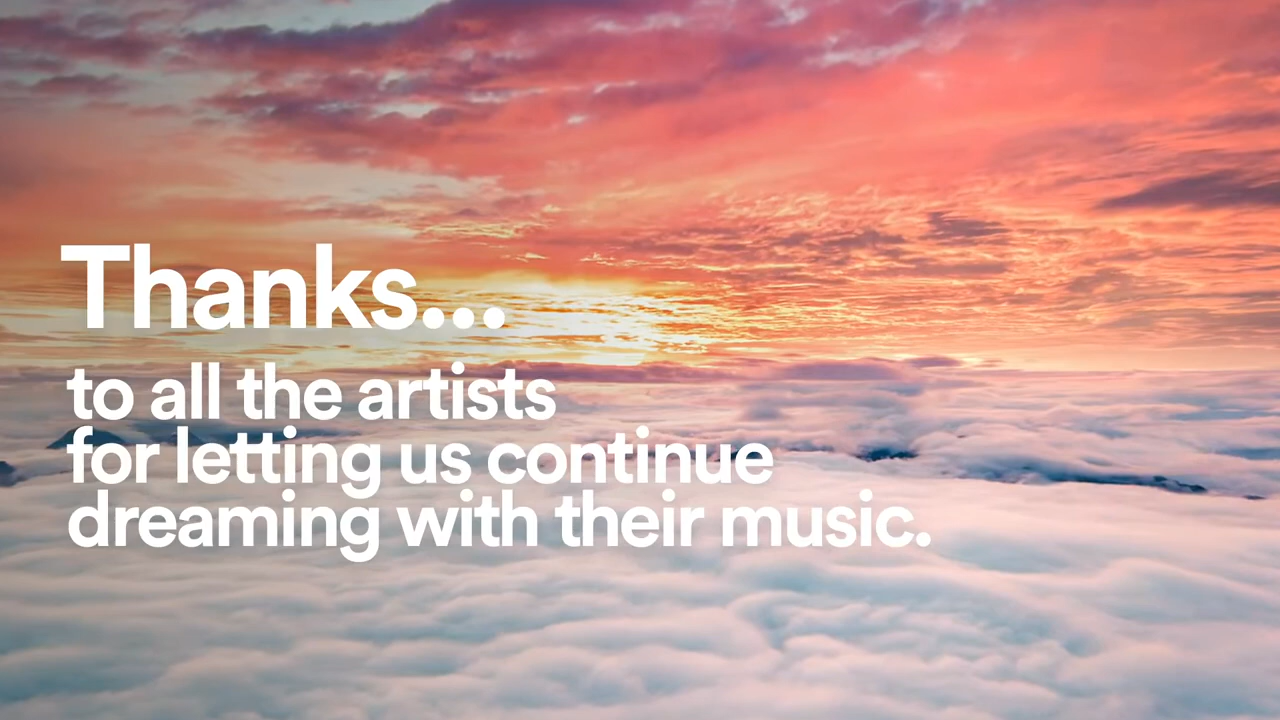 Thanks...
to all the artists
for letting us continue
dreaming with their music.